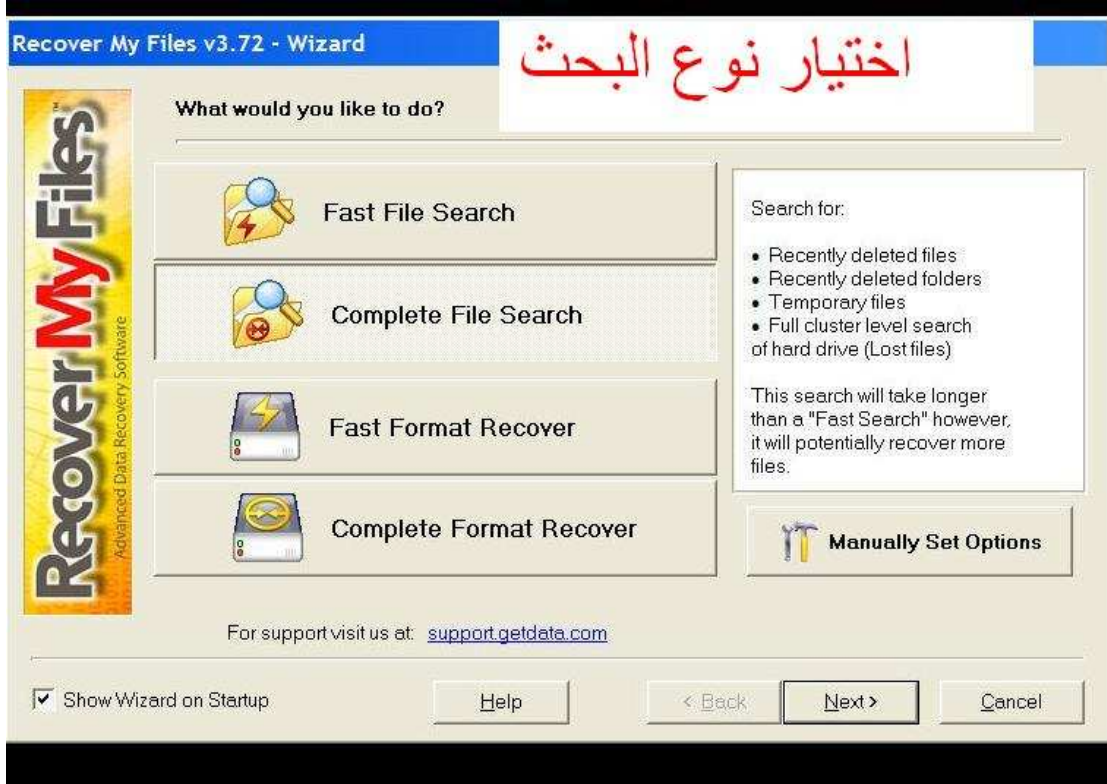 Recover My Files v3.72 - Wizard
اختيار نوع البحث
What would you like to do?
Recover My Files™
Advanced Data Recovery Software
Fast File Search
Complete File Search
Fast Format Recover
Complete Format Recover
Search for:
• Recently deleted files
• Recently deleted folders
• Temporary files
• Full cluster level search
of hard drive (Lost files)
This search will take longer
than a "Fast Search" however,
it will potentially recover more
files.
Manually Set Options
For support visit us at: support.getdata.com
Show Wizard on Startup
Help
< Back
Next >
Cancel